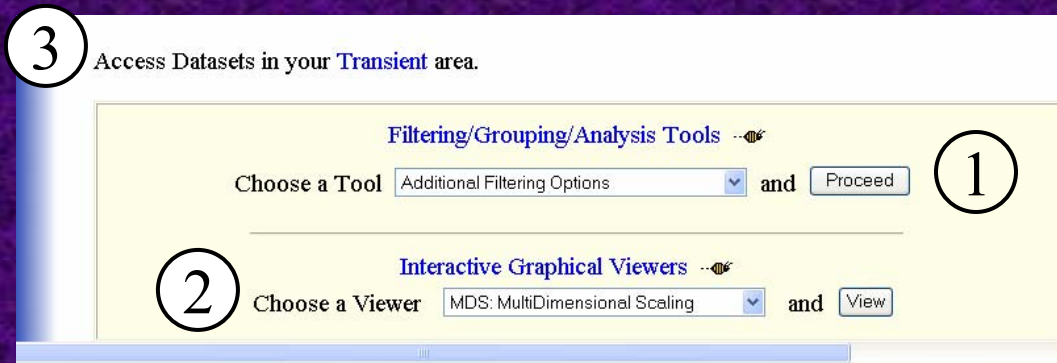 3
Access Datasets in your Transient area.
Filtering/Grouping/Analysis Tools
Choose a Tool Additional Filtering Options and Proceed
1
Interactive Graphical Viewers
2
Choose a Viewer MDS: MultiDimensional Scaling and View